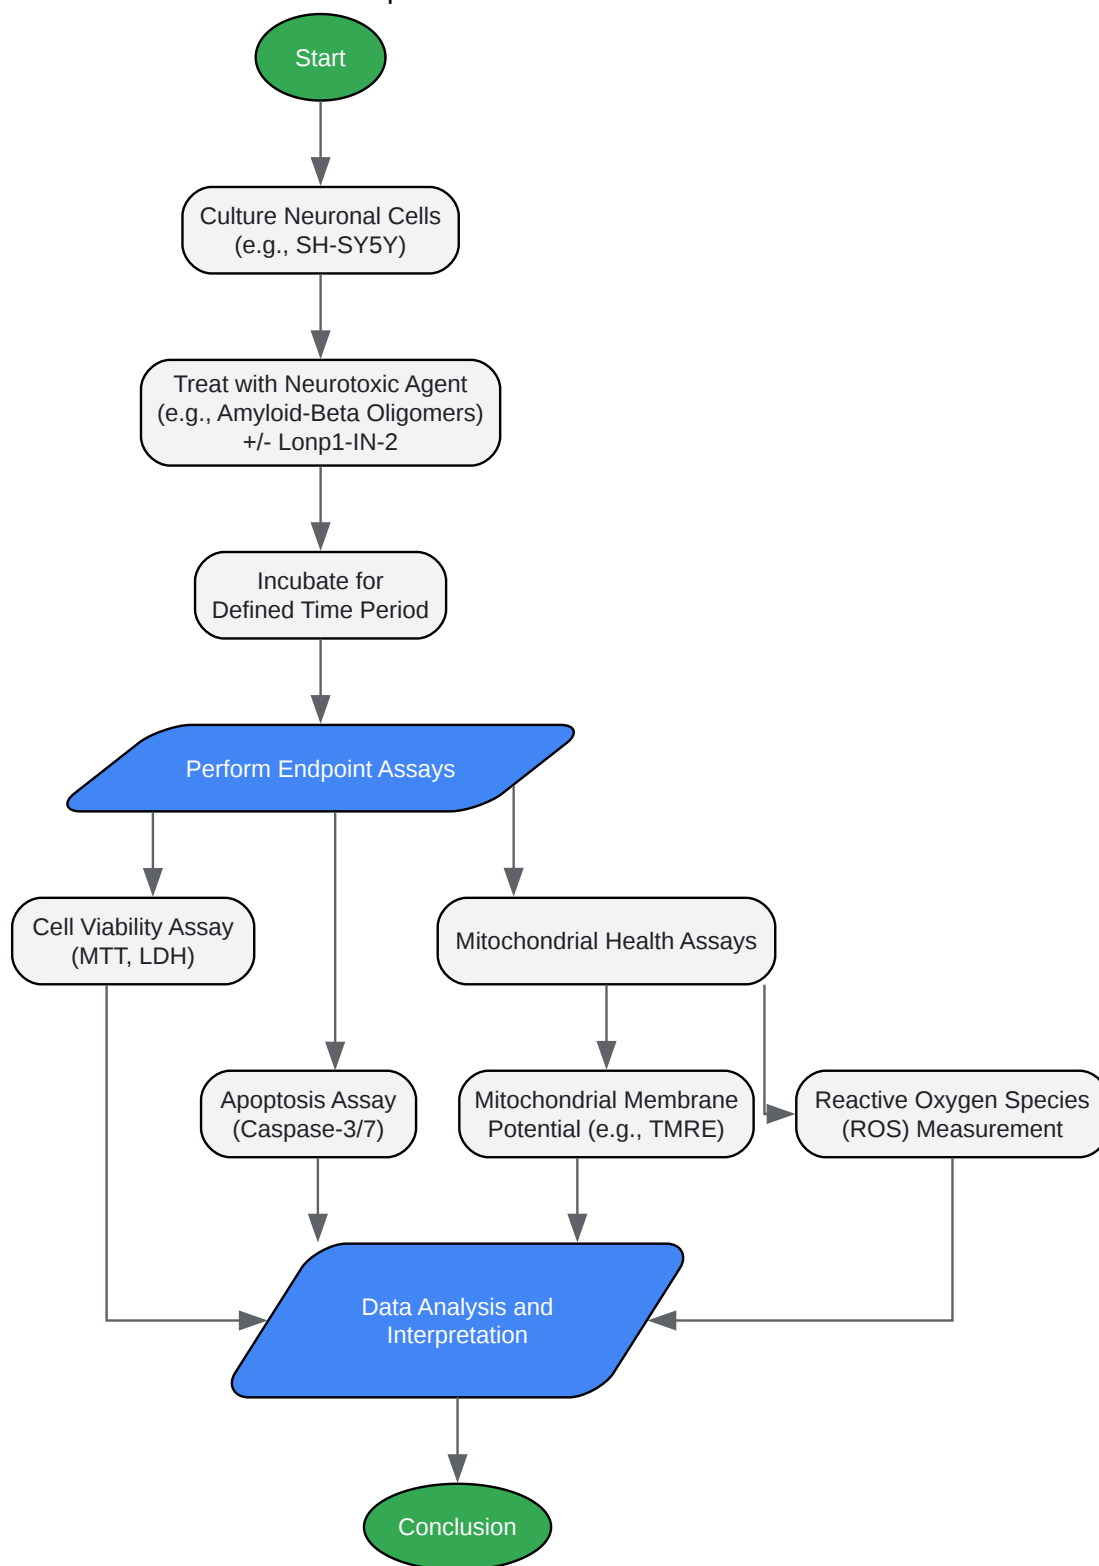 Start
Culture Neuronal Cells
(e.g., SH-SY5Y)
Treat with Neurotoxic Agent
(e.g., Amyloid-Beta Oligomers)
+/- Lonp1-IN-2
Incubate for
Defined Time Period
Perform Endpoint Assays
Cell Viability Assay
(MTT, LDH)
Mitochondrial Health Assays
Apoptosis Assay
(Caspase-3/7)
Mitochondrial Membrane
Potential (e.g., TMRE)
Reactive Oxygen Species
(ROS) Measurement
Data Analysis and
Interpretation
Conclusion